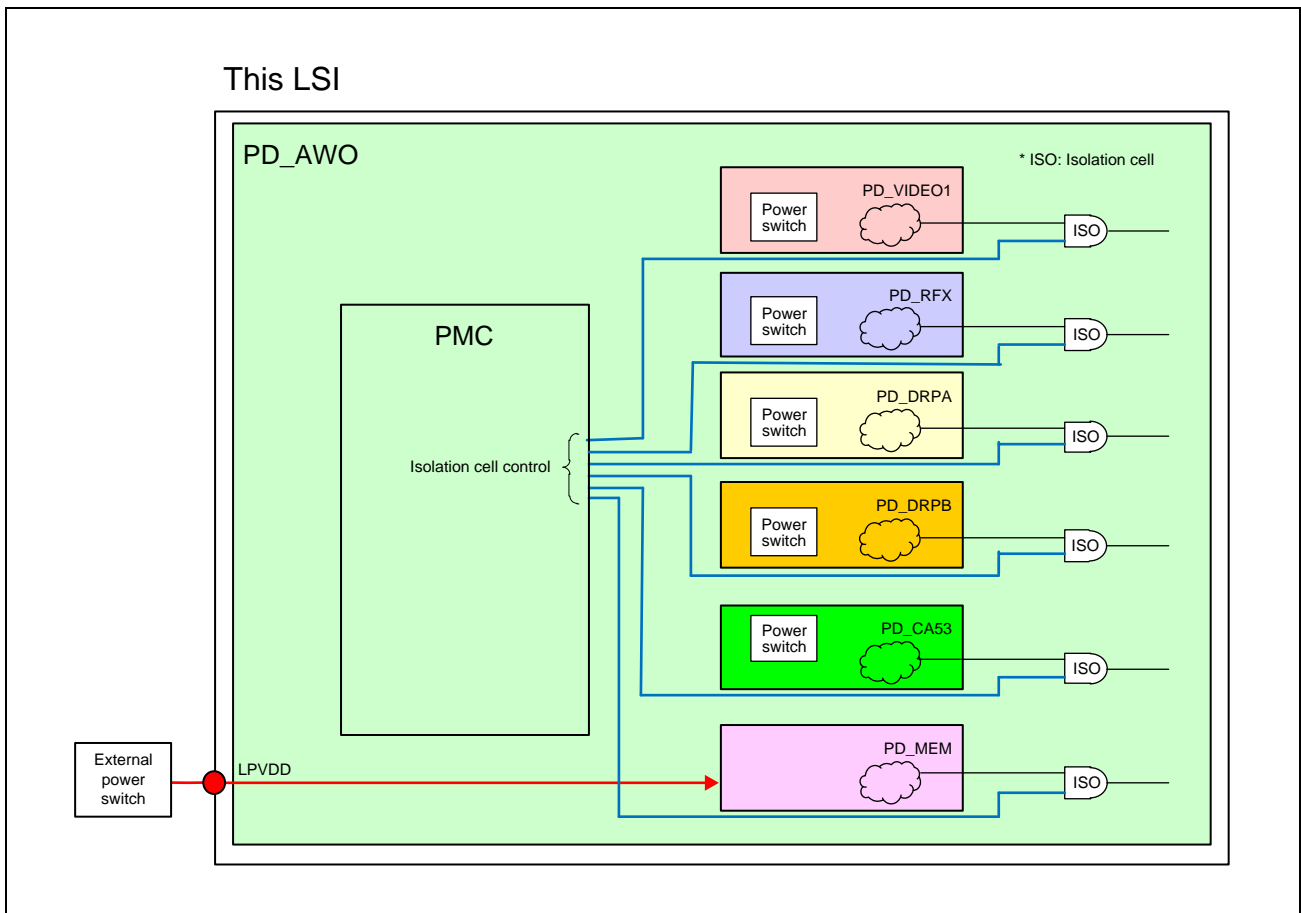 This LSI
PD_AWO
* ISO: Isolation cell
PD_VIDEO1
Power
switch
ISO
PD_RFX
Power
switch
ISO
PMC
PD_DRPA
Power
switch
ISO
Isolation cell control
PD_DRPB
Power
switch
ISO
PD_CA53
Power
switch
ISO
PD_MEM
ISO
External
power
switch
LPVDD